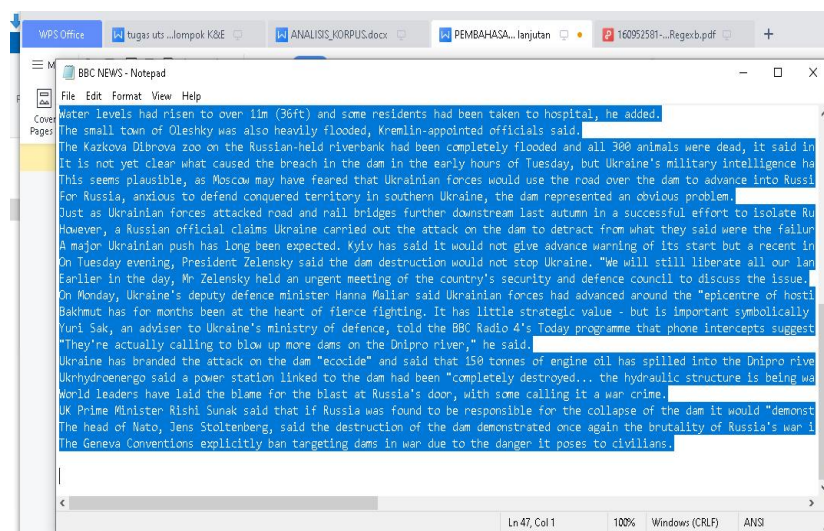 WPS Office
tugas uts ...lompok K&E
ANALISIS_KORPUS.docx
PEMBAHASA... lanjutan
160952581-...Regexb.pdf
+
M
Cover
Pages
BBC NEWS - Notepad
File Edit Format View Help
Water levels had risen to over 11m (36ft) and some residents had been taken to hospital, he added.
The small town of Oleshky was also heavily flooded, Kremlin-appointed officials said.
The Kazkova Dibrova zoo on the Russian-held riverbank had been completely flooded and all 300 animals were dead, it said in
It is not yet clear what caused the breach in the dam in the early hours of Tuesday, but Ukraine's military intelligence ha
This seems plausible, as Moscow may have feared that Ukrainian forces would use the road over the dam to advance into Russi
For Russia, anxious to defend conquered territory in southern Ukraine, the dam represented an obvious problem.
Just as Ukrainian forces attacked road and rail bridges further downstream last autumn in a successful effort to isolate Ru
However, a Russian official claims Ukraine carried out the attack on the dam to detract from what they said were the failur
A major Ukrainian push has long been expected. Kyiv has said it would not give advance warning of its start but a recent in
On Tuesday evening, President Zelensky said the dam destruction would not stop Ukraine. "We will still liberate all our lan
Earlier in the day, Mr Zelensky held an urgent meeting of the country's security and defence council to discuss the issue.
On Monday, Ukraine's deputy defence minister Hanna Maliar said Ukrainian forces had advanced around the "epicentre of hosti
Bakhmut has for months been at the heart of fierce fighting. It has little strategic value - but is important symbolically
Yuri Sak, an adviser to Ukraine's ministry of defence, told the BBC Radio 4's Today programme that phone intercepts suggest
"They're actually calling to blow up more dams on the Dnipro river," he said.
Ukraine has branded the attack on the dam "ecocide" and said that 150 tonnes of engine oil has spilled into the Dnipro rive
Ukrhydroenergo said a power station linked to the dam had been "completely destroyed... the hydraulic structure is being wa
World leaders have laid the blame for the blast at Russia's door, with some calling it a war crime.
UK Prime Minister Rishi Sunak said that if Russia was found to be responsible for the collapse of the dam it would "demonst
The head of Nato, Jens Stoltenberg, said the destruction of the dam demonstrated once again the brutality of Russia's war i
The Geneva Conventions explicitly ban targeting dams in war due to the danger it poses to civilians.
Ln 47, Col 1 100% Windows (CRLF) ANSI